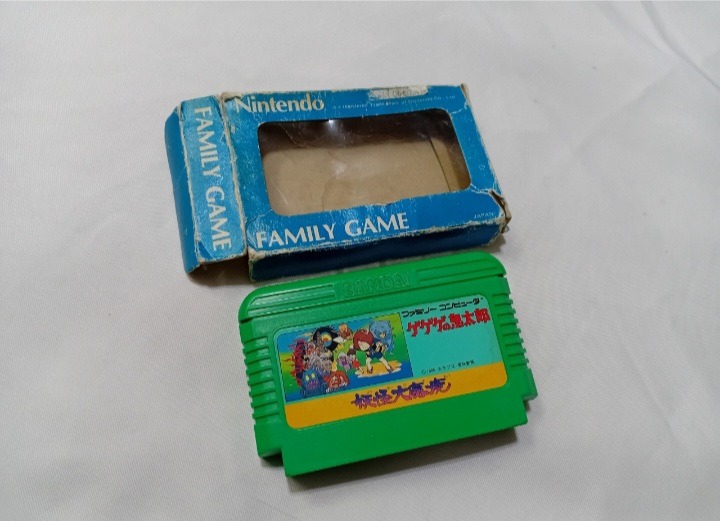 Nintendo
FAMILY GAME
FAMILY GAME
JAPAN
BANDAI
ファミリー コンピュータ
ゲゲゲの鬼太郎
妖怪大魔境